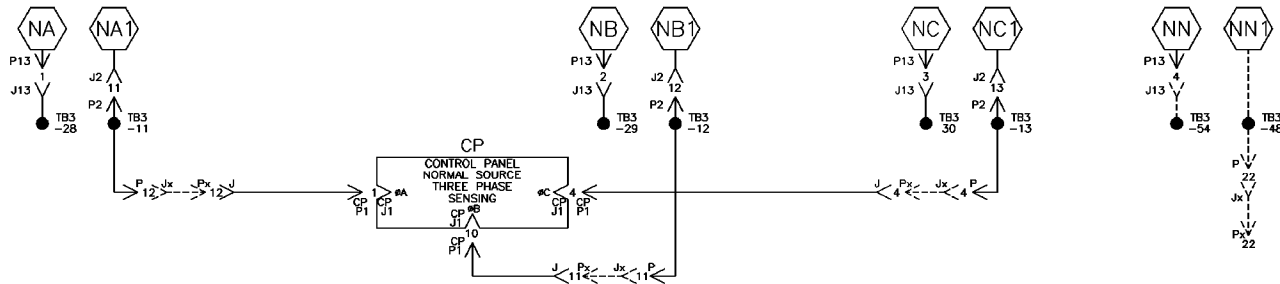 NA NA1 NB NB1 NC NC1 NN NN1
P13 P13 P13 P13
1 J2 2 J2 3 J2 4
11 12 13
J13 P2 J13 P2 J13 P2 J13
TB3 -28
TB3 -11
TB3 -29
TB3 -12
TB3 30
TB3 -13
TB3 -54
TB3 -48
CP
CONTROL PANEL
NORMAL SOURCE
THREE PHASE
SENSING
P 12 Jx Px 12 J
1 øA
CP P1
CP J1
øC 4
CP J1
CP P1
J 4 Px Jx 4 P
øB
CP J1
10
CP P1
J 11 Px Jx 11 P
P
22
Jx
Px
22